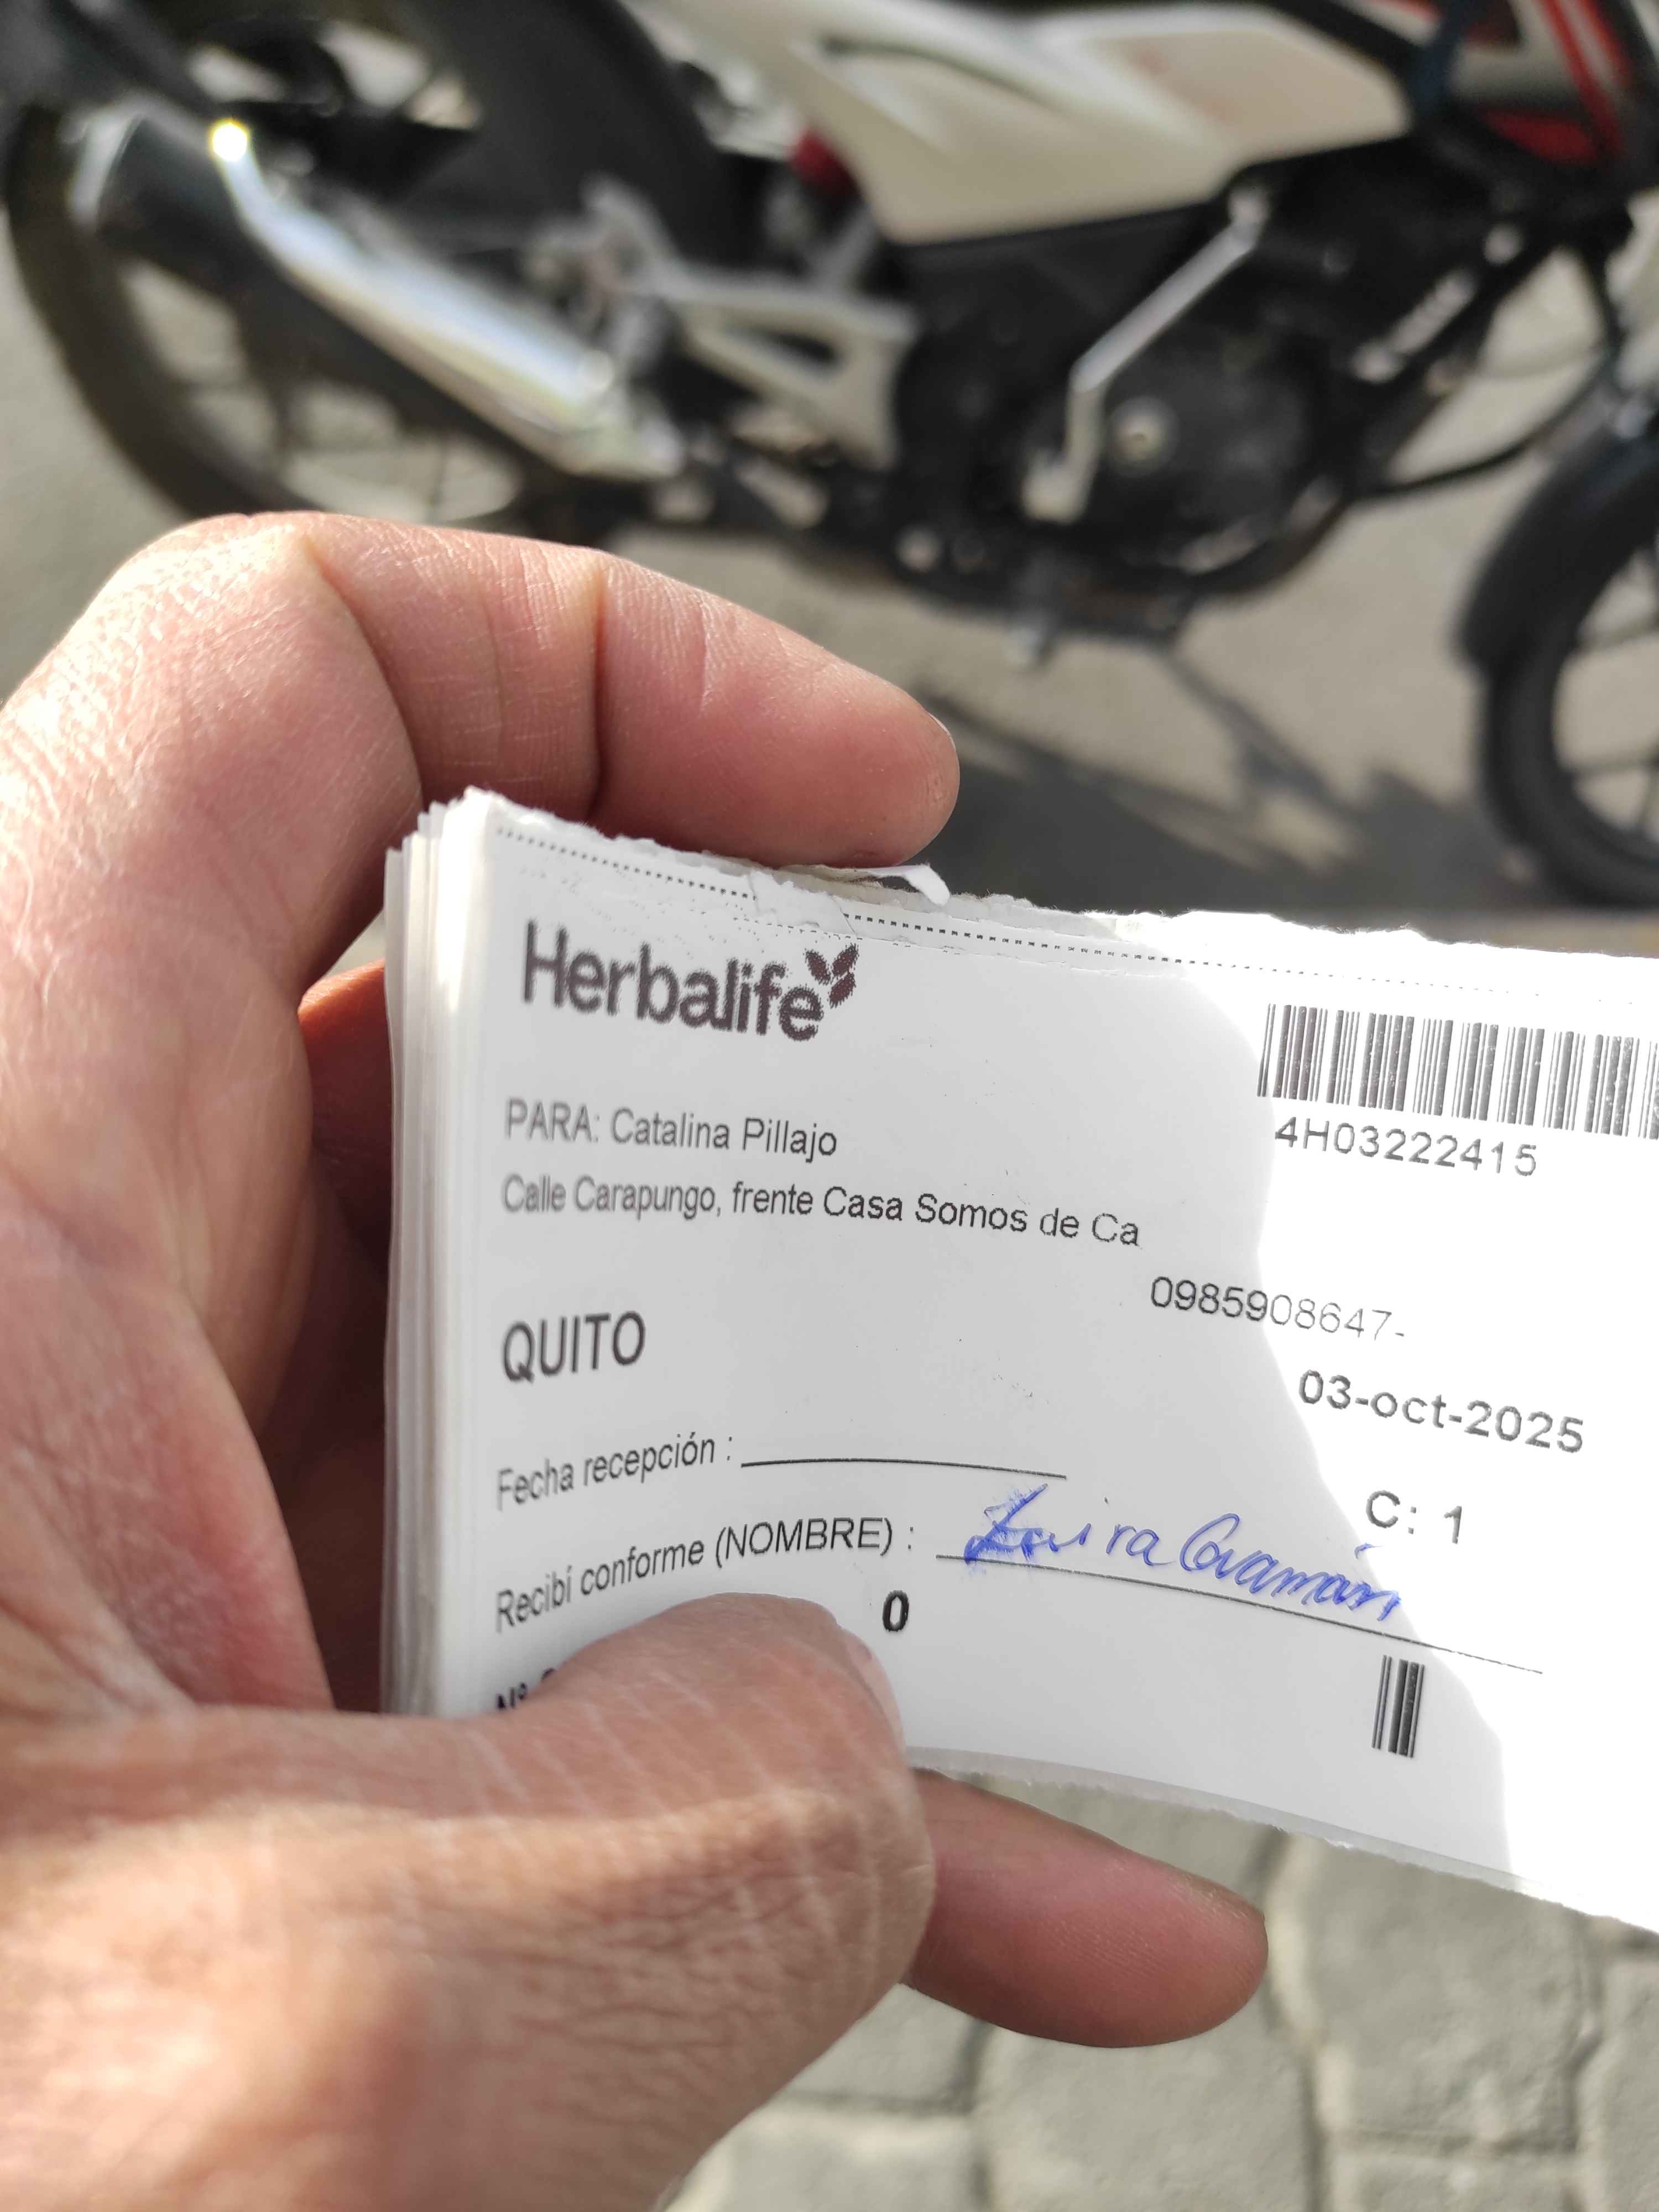 Herbalife
4H03222415
PARA: Catalina Pillajo
Calle Carapungo, frente Casa Somos de Ca
0985908647-
QUITO
03-oct-2025
Fecha recepción :
C: 1
Recibí conforme (NOMBRE) :
0
Nº